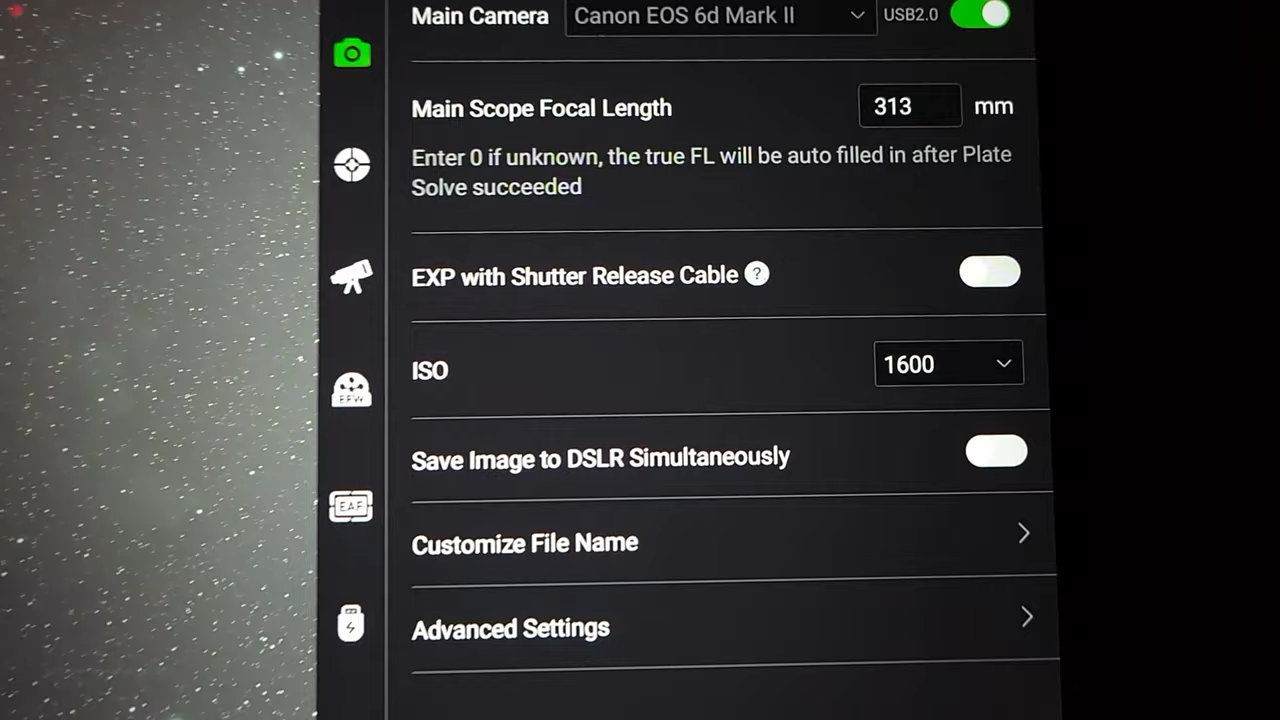 Main Camera Canon EOS 6d Mark II USB2.0
Main Scope Focal Length 313 mm
Enter 0 if unknown, the true FL will be auto filled in after Plate
Solve succeeded
EXP with Shutter Release Cable ?
ISO 1600
EFW
Save Image to DSLR Simultaneously
EAF
Customize File Name
Advanced Settings